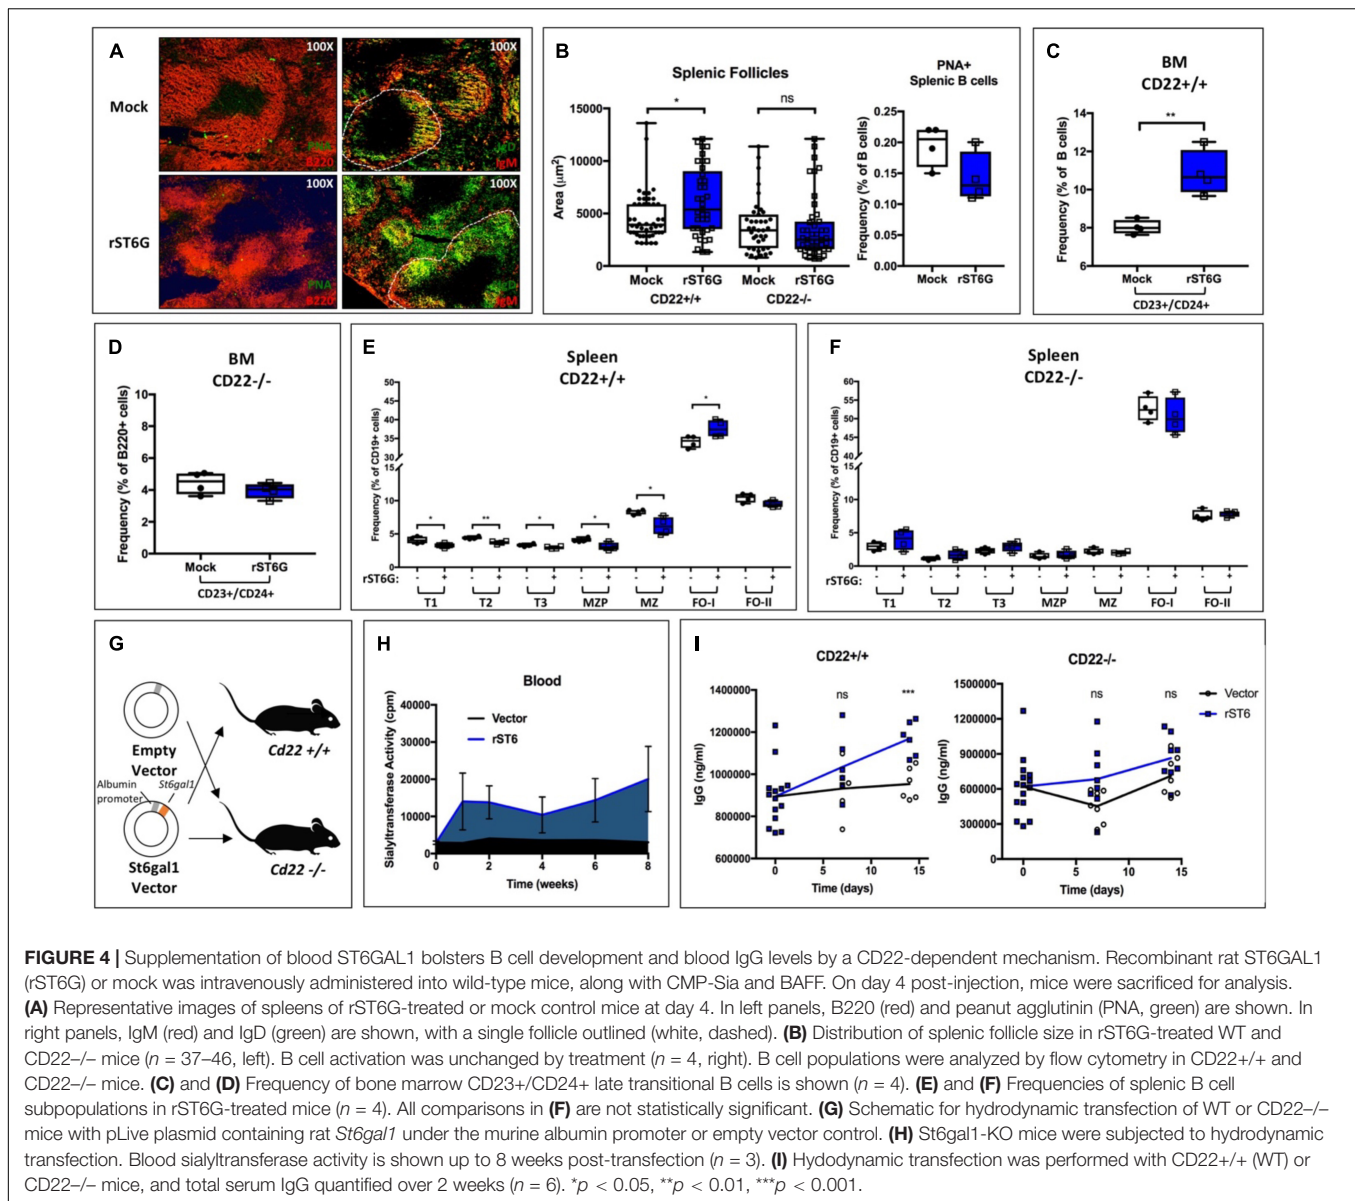 A
Mock
100X
PNA
B220
100X
IgD
IgM
rST6G
100X
PNA
B220
100X
IgD
IgM
B
Splenic Follicles
15000
10000
5000
0
Area (µm²)
*
ns
Mock rST6G Mock rST6G
CD22+/+ CD22-/-
PNA+
Splenic B cells
0.25
0.20
0.15
0.10
0.05
0.00
Frequency (% of B cells)
Mock rST6G
C
BM
CD22+/+
12
10
8
6
Frequency (% of B cells)
**
Mock rST6G
CD23+/CD24+
D
BM
CD22-/-
10
8
6
4
2
0
Frequency (% of B220+ cells)
Mock rST6G
CD23+/CD24+
E
Spleen
CD22+/+
50
45
40
35
30
15
10
5
0
Frequency (% of CD19+ cells)
* ** * * * *
rST6G: - + - + - + - + - + - + - +
T1 T2 T3 MZP MZ FO-I FO-II
F
Spleen
CD22-/-
60
55
50
45
40
15
10
5
0
Frequency (% of CD19+ cells)
rST6G: - + - + - + - + - + - + - +
T1 T2 T3 MZP MZ FO-I FO-II
G
Empty
Vector
Albumin
promoter
St6gal1
St6gal1
Vector
Cd22 +/+
Cd22 -/-
H
Blood
40000
30000
20000
10000
0
Sialyltransferase Activity (cpm)
Vector
rST6
0 2 4 6 8
Time (weeks)
I
CD22+/+
1400000
1200000
1000000
800000
600000
IgG (ng/ml)
ns ***
0 5 10 15
Time (days)
CD22-/-
1500000
1200000
900000
600000
300000
0
IgG (ng/ml)
ns ns
0 5 10 15
Time (days)
Vector
rST6
FIGURE 4 | Supplementation of blood ST6GAL1 bolsters B cell development and blood IgG levels by a CD22-dependent mechanism. Recombinant rat ST6GAL1
(rST6G) or mock was intravenously administered into wild-type mice, along with CMP-Sia and BAFF. On day 4 post-injection, mice were sacrificed for analysis.
(A) Representative images of spleens of rST6G-treated or mock control mice at day 4. In left panels, B220 (red) and peanut agglutinin (PNA, green) are shown. In
right panels, IgM (red) and IgD (green) are shown, with a single follicle outlined (white, dashed). (B) Distribution of splenic follicle size in rST6G-treated WT and
CD22–/– mice (n = 37–46, left). B cell activation was unchanged by treatment (n = 4, right). B cell populations were analyzed by flow cytometry in CD22+/+ and
CD22–/– mice. (C) and (D) Frequency of bone marrow CD23+/CD24+ late transitional B cells is shown (n = 4). (E) and (F) Frequencies of splenic B cell
subpopulations in rST6G-treated mice (n = 4). All comparisons in (F) are not statistically significant. (G) Schematic for hydrodynamic transfection of WT or CD22–/–
mice with pLive plasmid containing rat St6gal1 under the murine albumin promoter or empty vector control. (H) St6gal1-KO mice were subjected to hydrodynamic
transfection. Blood sialyltransferase activity is shown up to 8 weeks post-transfection (n = 3). (I) Hydodynamic transfection was performed with CD22+/+ (WT) or
CD22–/– mice, and total serum IgG quantified over 2 weeks (n = 6). *p < 0.05, **p < 0.01, ***p < 0.001.